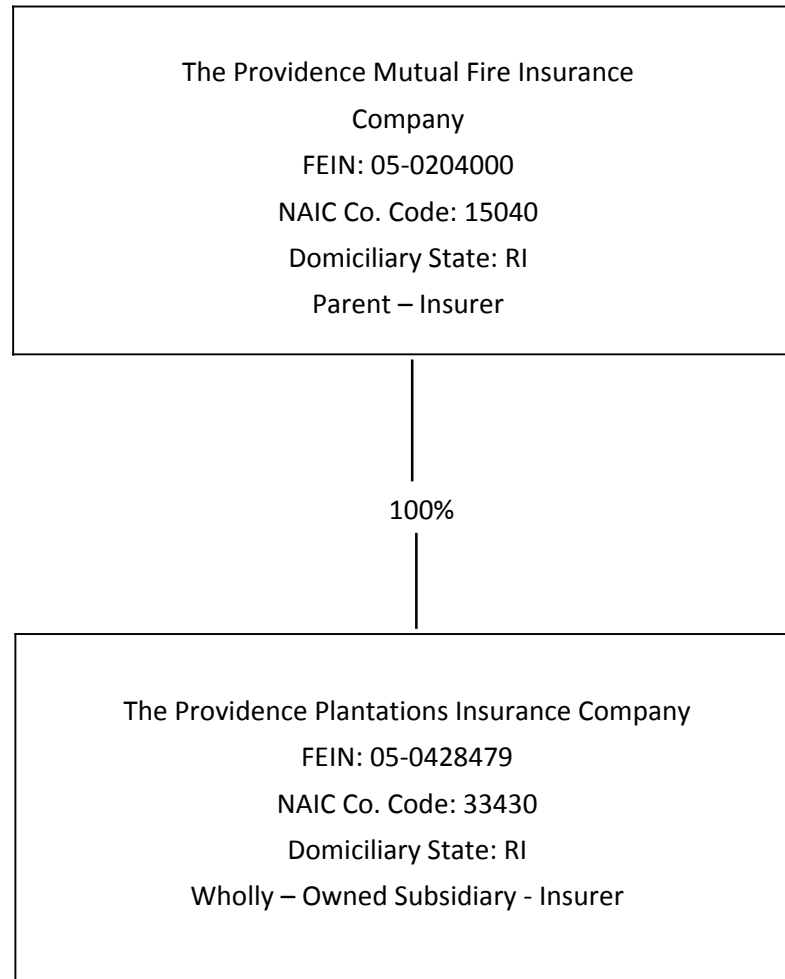 The Providence Mutual Fire Insurance
Company
FEIN: 05-0204000
NAIC Co. Code: 15040
Domiciliary State: RI
Parent – Insurer
100%
The Providence Plantations Insurance Company
FEIN: 05-0428479
NAIC Co. Code: 33430
Domiciliary State: RI
Wholly – Owned Subsidiary - Insurer